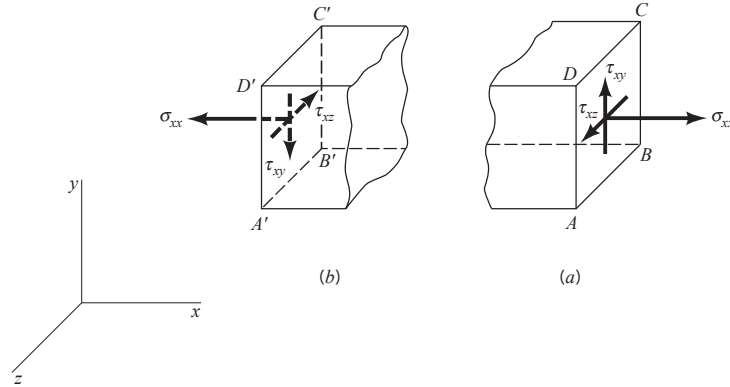 C′
C
D′
D
τxy
σxx
τxz
τxz
σxx
τxy
B′
B
y
A′
A
(b)
(a)
x
z